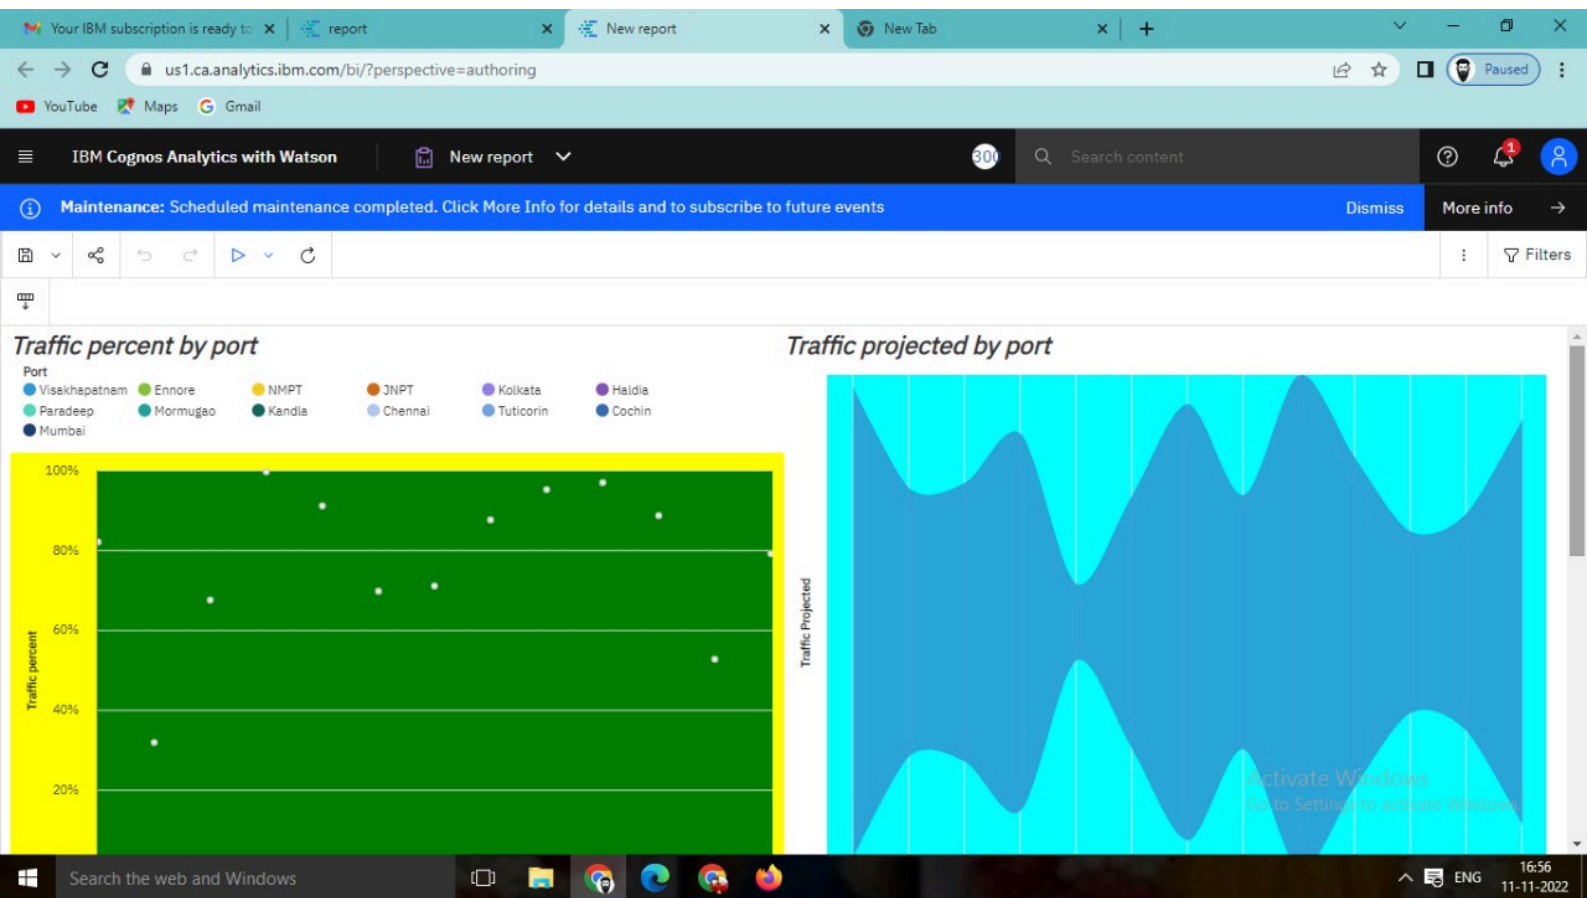 Your IBM subscription is ready to
report
New report
New Tab
us1.ca.analytics.ibm.com/bi/?perspective=authoring
Paused
YouTube Maps Gmail
IBM Cognos Analytics with Watson
New report
300
Search content
1
Maintenance: Scheduled maintenance completed. Click More Info for details and to subscribe to future events
Dismiss
More info
Filters
Traffic percent by port
Port
Visakhapatnam Ennore NMPT JNPT Kolkata Haldia
Paradeep Mormugao Kandla Chennai Tuticorin Cochin
Mumbai
100%
80%
60%
40%
20%
Traffic percent
Traffic projected by port
Traffic Projected
Activate Windows
Go to Settings to activate Windows.
Search the web and Windows
ENG
16:56
11-11-2022